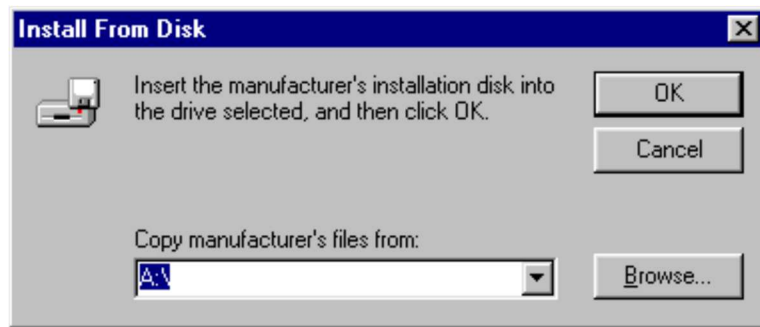 Install From Disk
Insert the manufacturer's installation disk into
the drive selected, and then click OK.
OK
Cancel
Copy manufacturer's files from:
A:\
Browse...